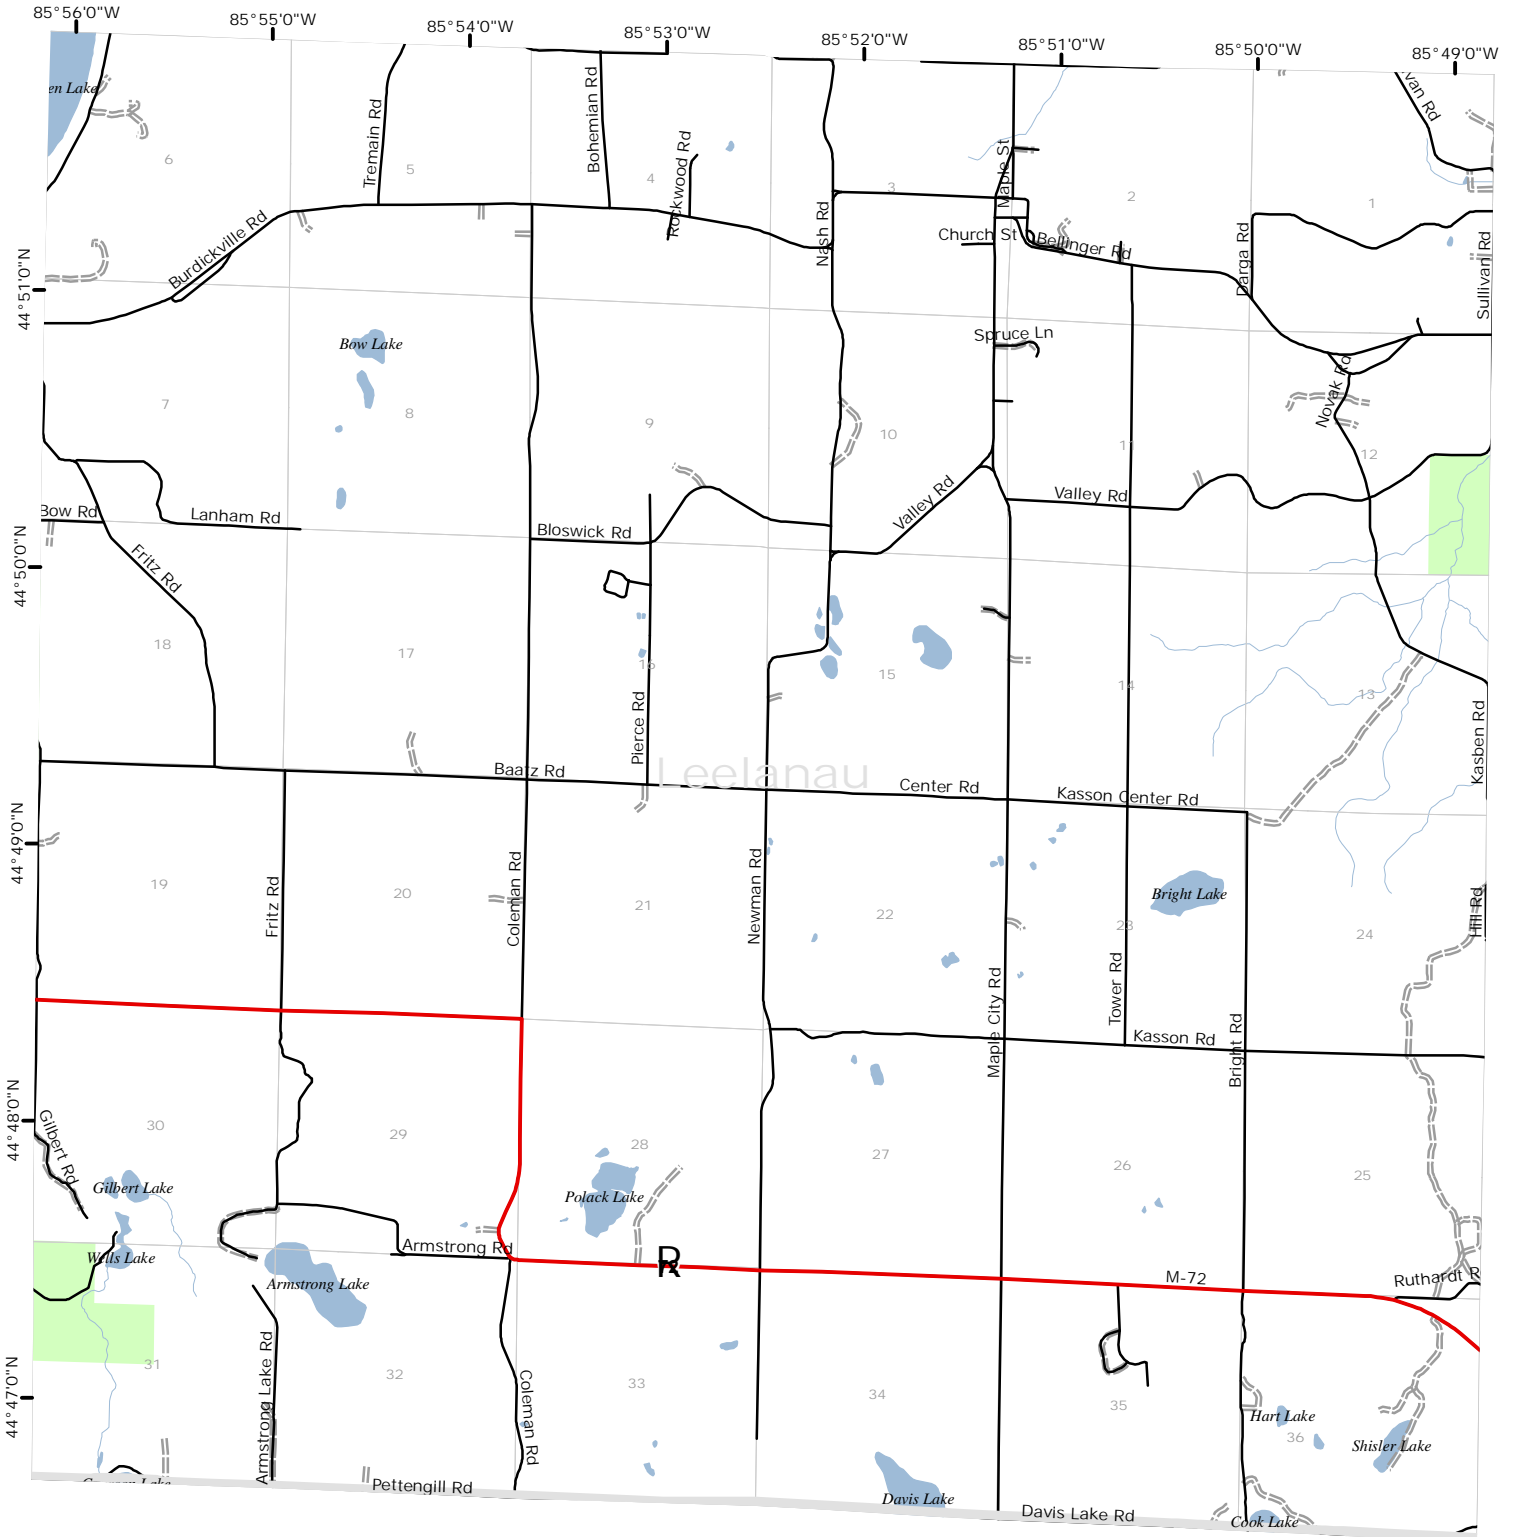 85°56'0"W
85°55'0"W
85°54'0"W
85°53'0"W
85°52'0"W
85°51'0"W
85°50'0"W
85°49'0"W
en Lake
Tremain Rd
Bohemian Rd
Rockwood Rd
Maple St
van Rd
6
5
4
3
2
1
Burdickville Rd
Nash Rd
Church St
Bellinger Rd
Darga Rd
Sullivan Rd
44°51'0"N
Bow Lake
Spruce Ln
Novak Rd
7
8
9
10
11
12
Bow Rd
Lanham Rd
Bloswick Rd
Valley Rd
Valley Rd
44°50'0"N
Fritz Rd
18
17
16
15
14
13
Pierce Rd
Kasben Rd
Baatz Rd
Leelanau
Center Rd
Kasson Center Rd
44°49'0"N
19
20
21
22
23
24
Fritz Rd
Coleman Rd
Newman Rd
Bright Lake
Hill Rd
Maple City Rd
Tower Rd
Bright Rd
Kasson Rd
44°48'0"N
Gilbert Rd
30
29
28
27
26
25
Gilbert Lake
Polack Lake
Wells Lake
Armstrong Rd
Armstrong Lake
M-72
Ruthardt R
31
32
33
34
35
36
44°47'0"N
Armstrong Lake Rd
Coleman Rd
Hart Lake
Shisler Lake
Pettengill Rd
Davis Lake
Davis Lake Rd
Cook Lake